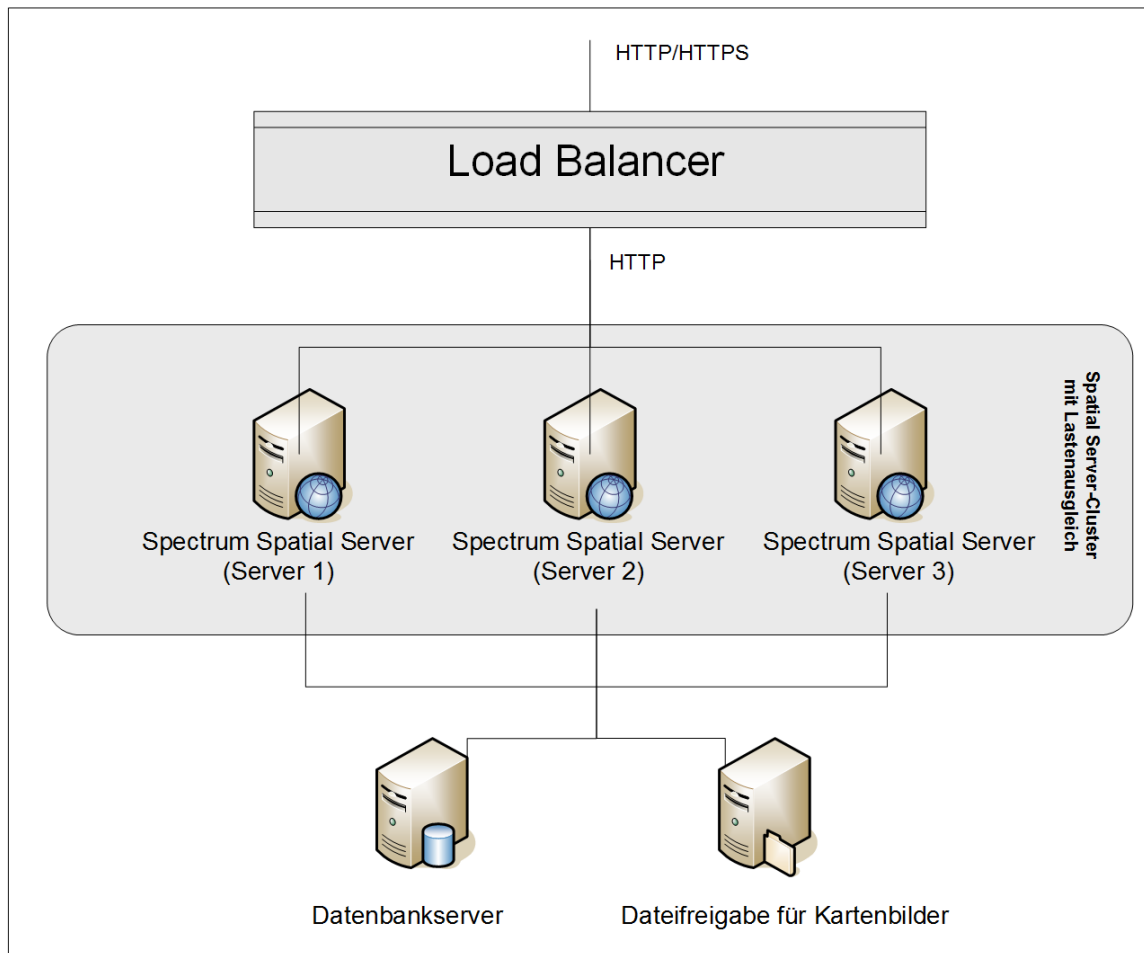 HTTP/HTTPS
Load Balancer
HTTP
Spatial Server-Cluster
mit Lastenausgleich
Spectrum Spatial Server
(Server 1)
Spectrum Spatial Server
(Server 2)
Spectrum Spatial Server
(Server 3)
Datenbankserver
Dateifreigabe für Kartenbilder